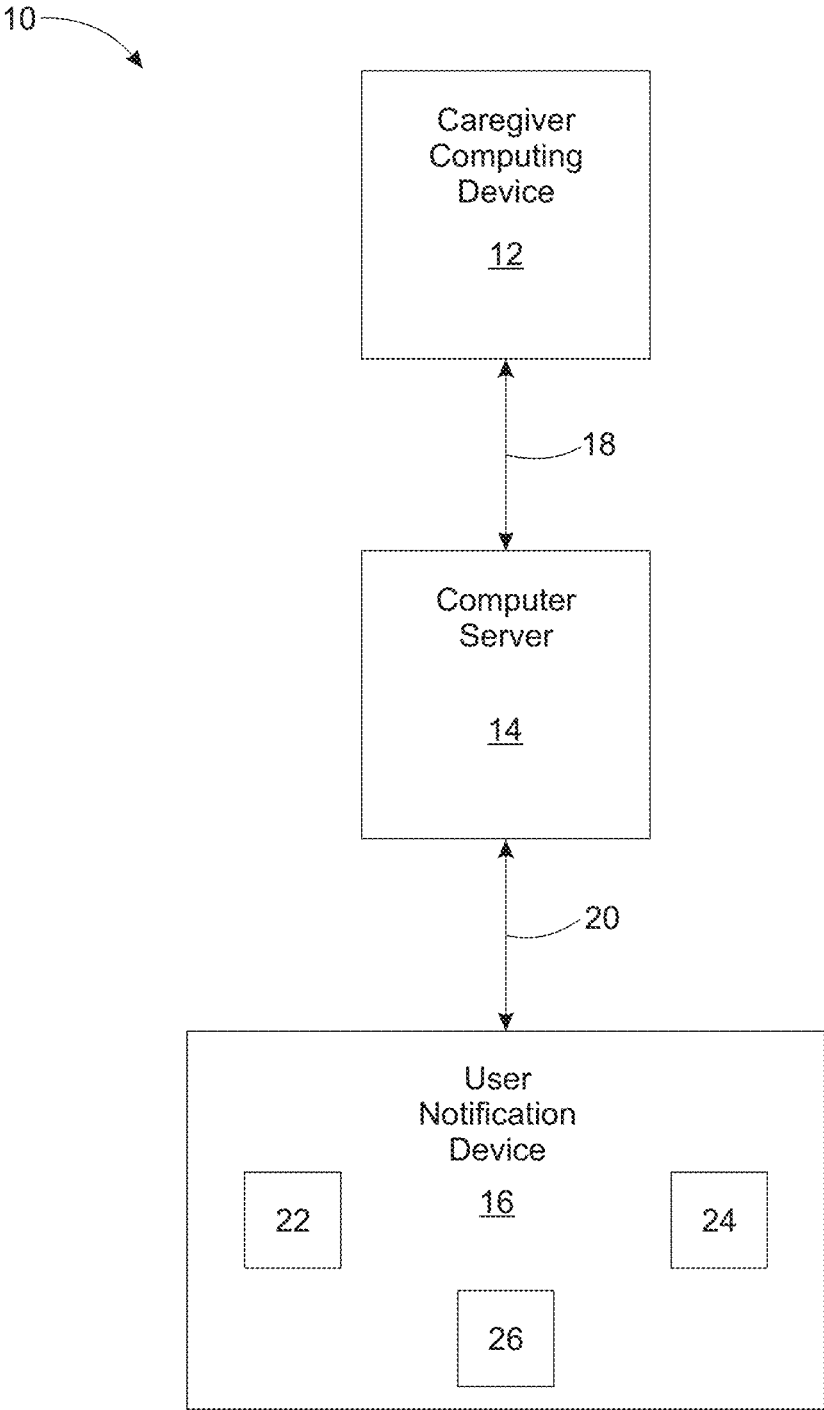 10
Caregiver
Computing
Device
12
18
Computer
Server
14
20
User
Notification
Device
16
22
24
26